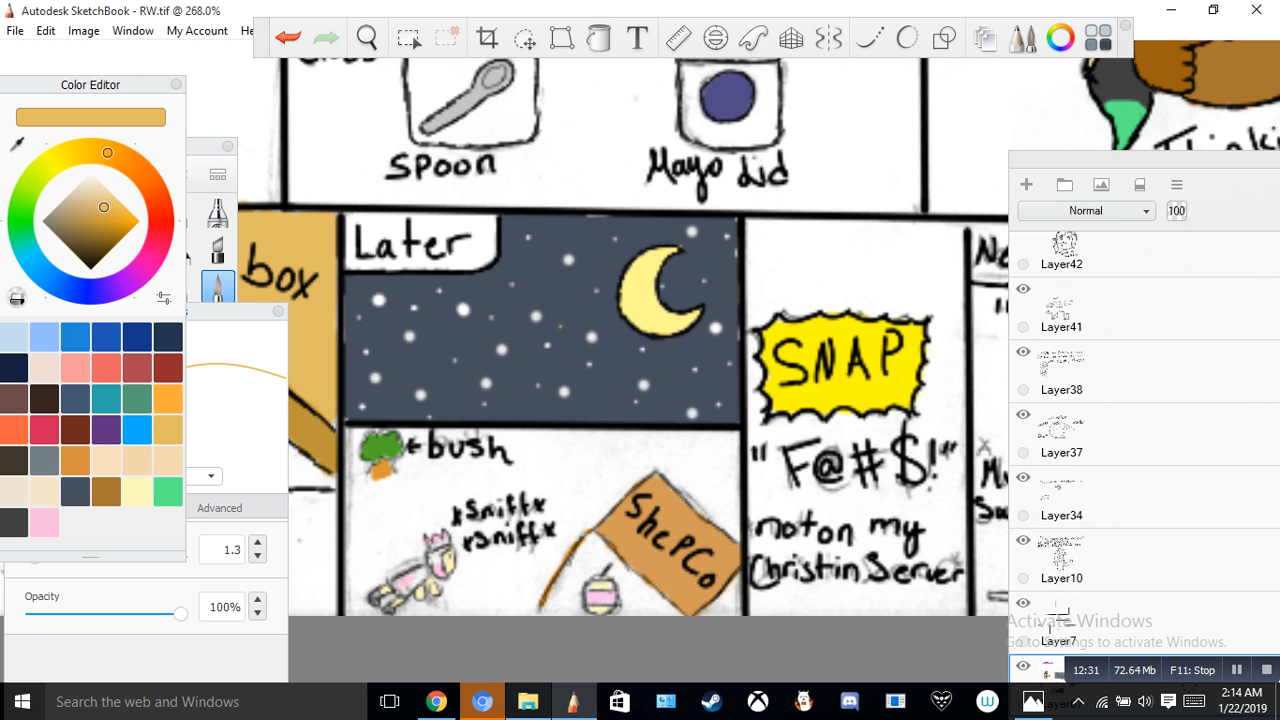 Autodesk SketchBook - RW.tif @ 268.0%
File Edit Image Window My Account
Color Editor
T
Spoon
Mayo did
Thinki
Normal
100
Layer42
Layer41
Layer38
Layer37
Layer34
Layer10
Layer7
box
Later
SNAP
←bush
"F@#$!"
*Sniff*
*Sniff*
ShePCo
not on my
Christin Server
Advanced
1.3
Opacity
100%
Activate Windows
Go to Settings to activate Windows.
12:31 72.64 Mb F11: Stop
Search the web and Windows
2:14 AM
1/22/2019